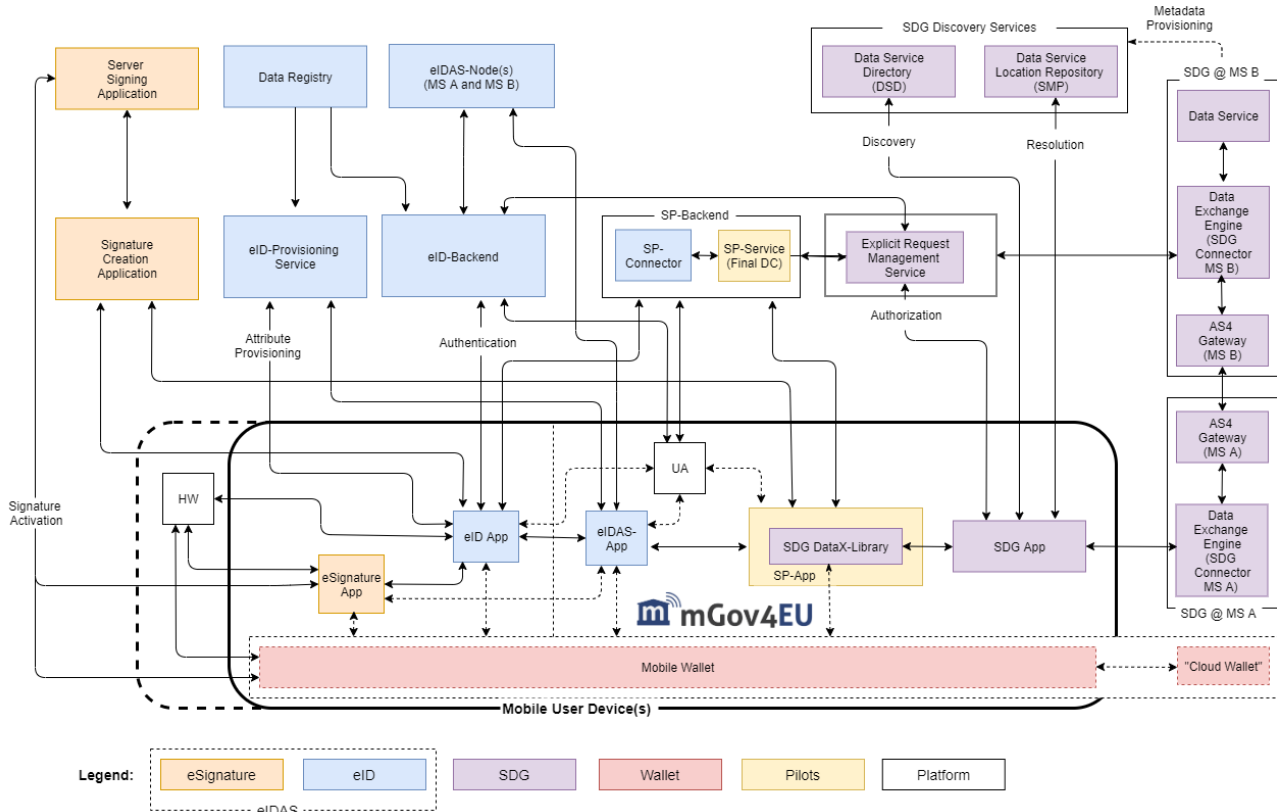 Metadata
Provisioning
SDG Discovery Services
Server
Signing
Application
Data Registry
eIDAS-Node(s)
(MS A and MS B)
Data Service
Directory
(DSD)
Data Service
Location Repository
(SMP)
SDG @ MS B
Data Service
Discovery
Resolution
Signature
Creation
Application
eID-Provisioning
Service
eID-Backend
SP-Backend
SP-
Connector
SP-Service
(Final DC)
Explicit Request
Management
Service
Data
Exchange
Engine
(SDG
Connector
MS B)
Attribute
Provisioning
Authentication
Authorization
AS4
Gateway
(MS B)
AS4
Gateway
(MS A)
Signature
Activation
HW
UA
eID App
eIDAS-
App
SDG DataX-Library
SP-App
SDG App
Data
Exchange
Engine
(SDG
Connector
MS A)
SDG @ MS A
eSignature
App
mGov4EU
Mobile Wallet
"Cloud Wallet"
Mobile User Device(s)
Legend:
eSignature
eID
SDG
Wallet
Pilots
Platform
eIDAS